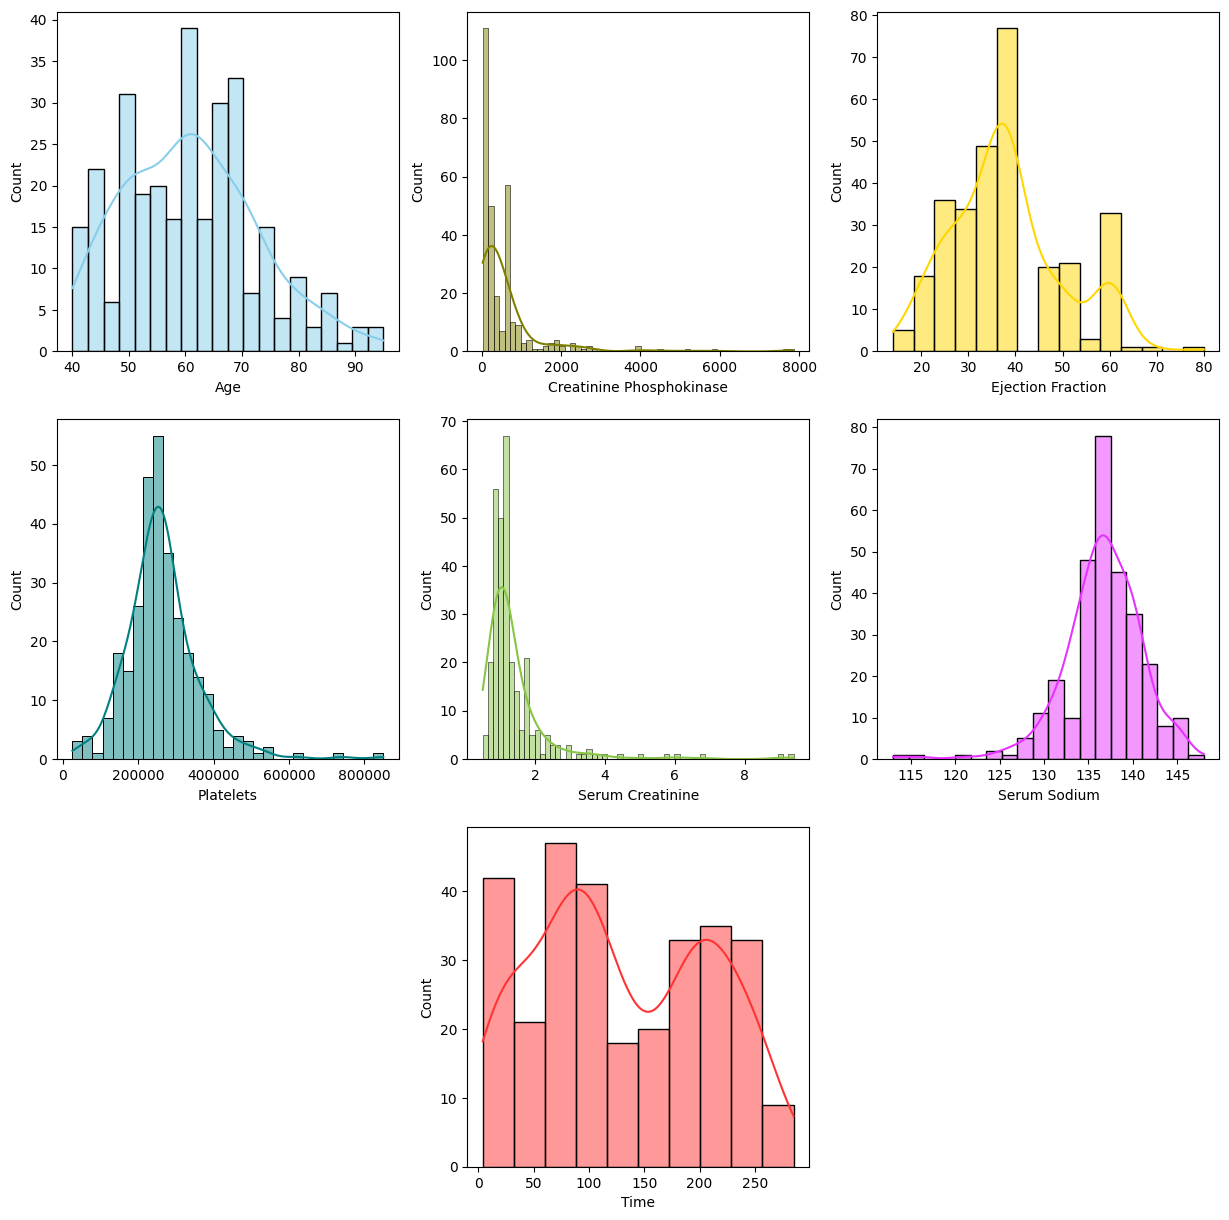 40
35
30
25
20
15
10
5
0
Count
40 50 60 70 80 90
Age
100
80
60
40
20
0
Count
0 2000 4000 6000 8000
Creatinine Phosphokinase
80
70
60
50
40
30
20
10
0
Count
20 30 40 50 60 70 80
Ejection Fraction
50
40
30
20
10
0
Count
0 200000 400000 600000 800000
Platelets
70
60
50
40
30
20
10
0
Count
2 4 6 8
Serum Creatinine
80
70
60
50
40
30
20
10
0
Count
115 120 125 130 135 140 145
Serum Sodium
40
30
20
10
0
Count
0 50 100 150 200 250
Time